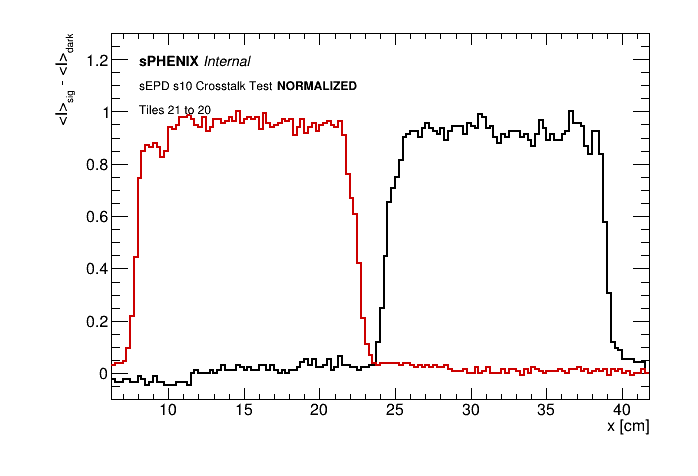 <I>sig - <I>dark
sPHENIX Internal
sEPD s10 Crosstalk Test NORMALIZED
Tiles 21 to 20
1.2
1
0.8
0.6
0.4
0.2
0
10 15 20 25 30 35 40
x [cm]